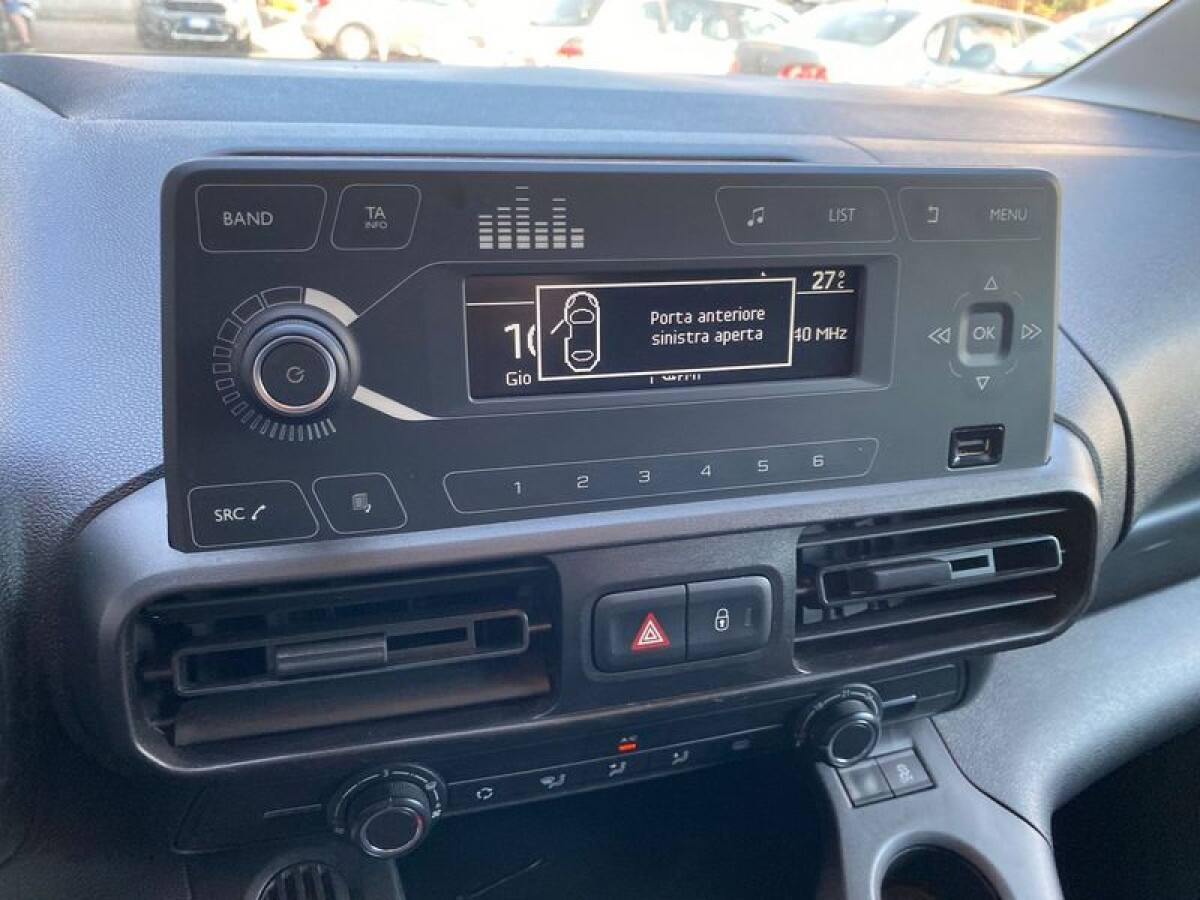 BAND
TA
INFO
LIST
MENU
27°C
Porta anteriore
sinistra aperta
40 MHz
Gio
OK
1 2 3 4 5 6
SRC
A/C